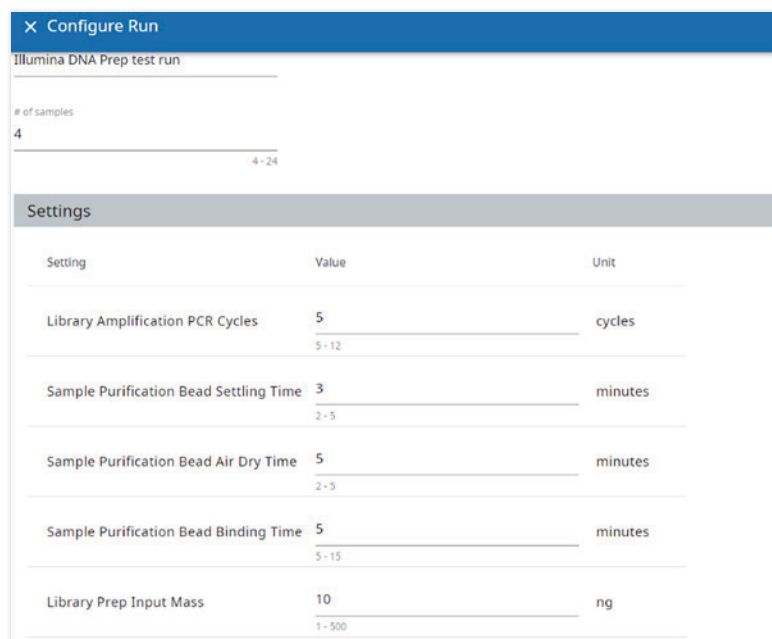 × Configure Run
Illumina DNA Prep test run
# of samples
4
4 - 24
Settings
Setting Value Unit
Library Amplification PCR Cycles 5 cycles
5 - 12
Sample Purification Bead Settling Time 3 minutes
2 - 5
Sample Purification Bead Air Dry Time 5 minutes
2 - 5
Sample Purification Bead Binding Time 5 minutes
5 - 15
Library Prep Input Mass 10 ng
1 - 500